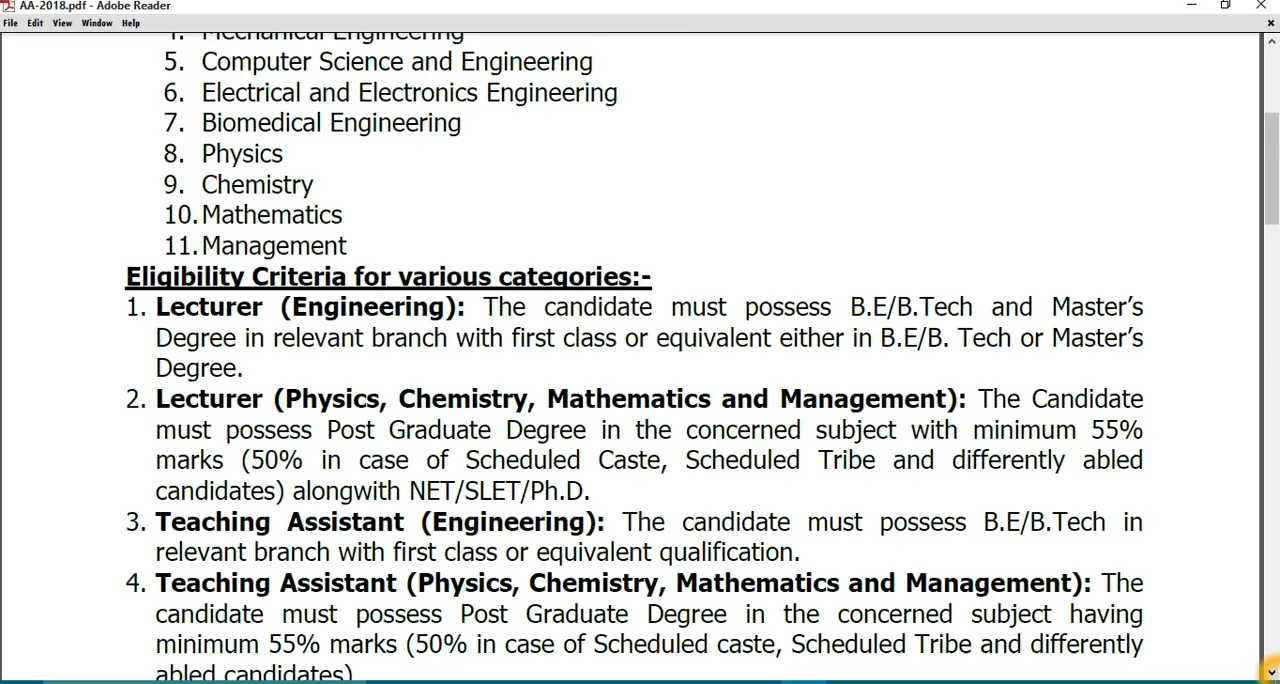 AA-2018.pdf - Adobe Reader
File Edit View Window Help
4. Mechanical Engineering
5. Computer Science and Engineering
6. Electrical and Electronics Engineering
7. Biomedical Engineering
8. Physics
9. Chemistry
10. Mathematics
11. Management
Eligibility Criteria for various categories:-
1. Lecturer (Engineering): The candidate must possess B.E/B.Tech and Master’s
Degree in relevant branch with first class or equivalent either in B.E/B. Tech or Master’s
Degree.
2. Lecturer (Physics, Chemistry, Mathematics and Management): The Candidate
must possess Post Graduate Degree in the concerned subject with minimum 55%
marks (50% in case of Scheduled Caste, Scheduled Tribe and differently abled
candidates) alongwith NET/SLET/Ph.D.
3. Teaching Assistant (Engineering): The candidate must possess B.E/B.Tech in
relevant branch with first class or equivalent qualification.
4. Teaching Assistant (Physics, Chemistry, Mathematics and Management): The
candidate must possess Post Graduate Degree in the concerned subject having
minimum 55% marks (50% in case of Scheduled caste, Scheduled Tribe and differently
abled candidates)